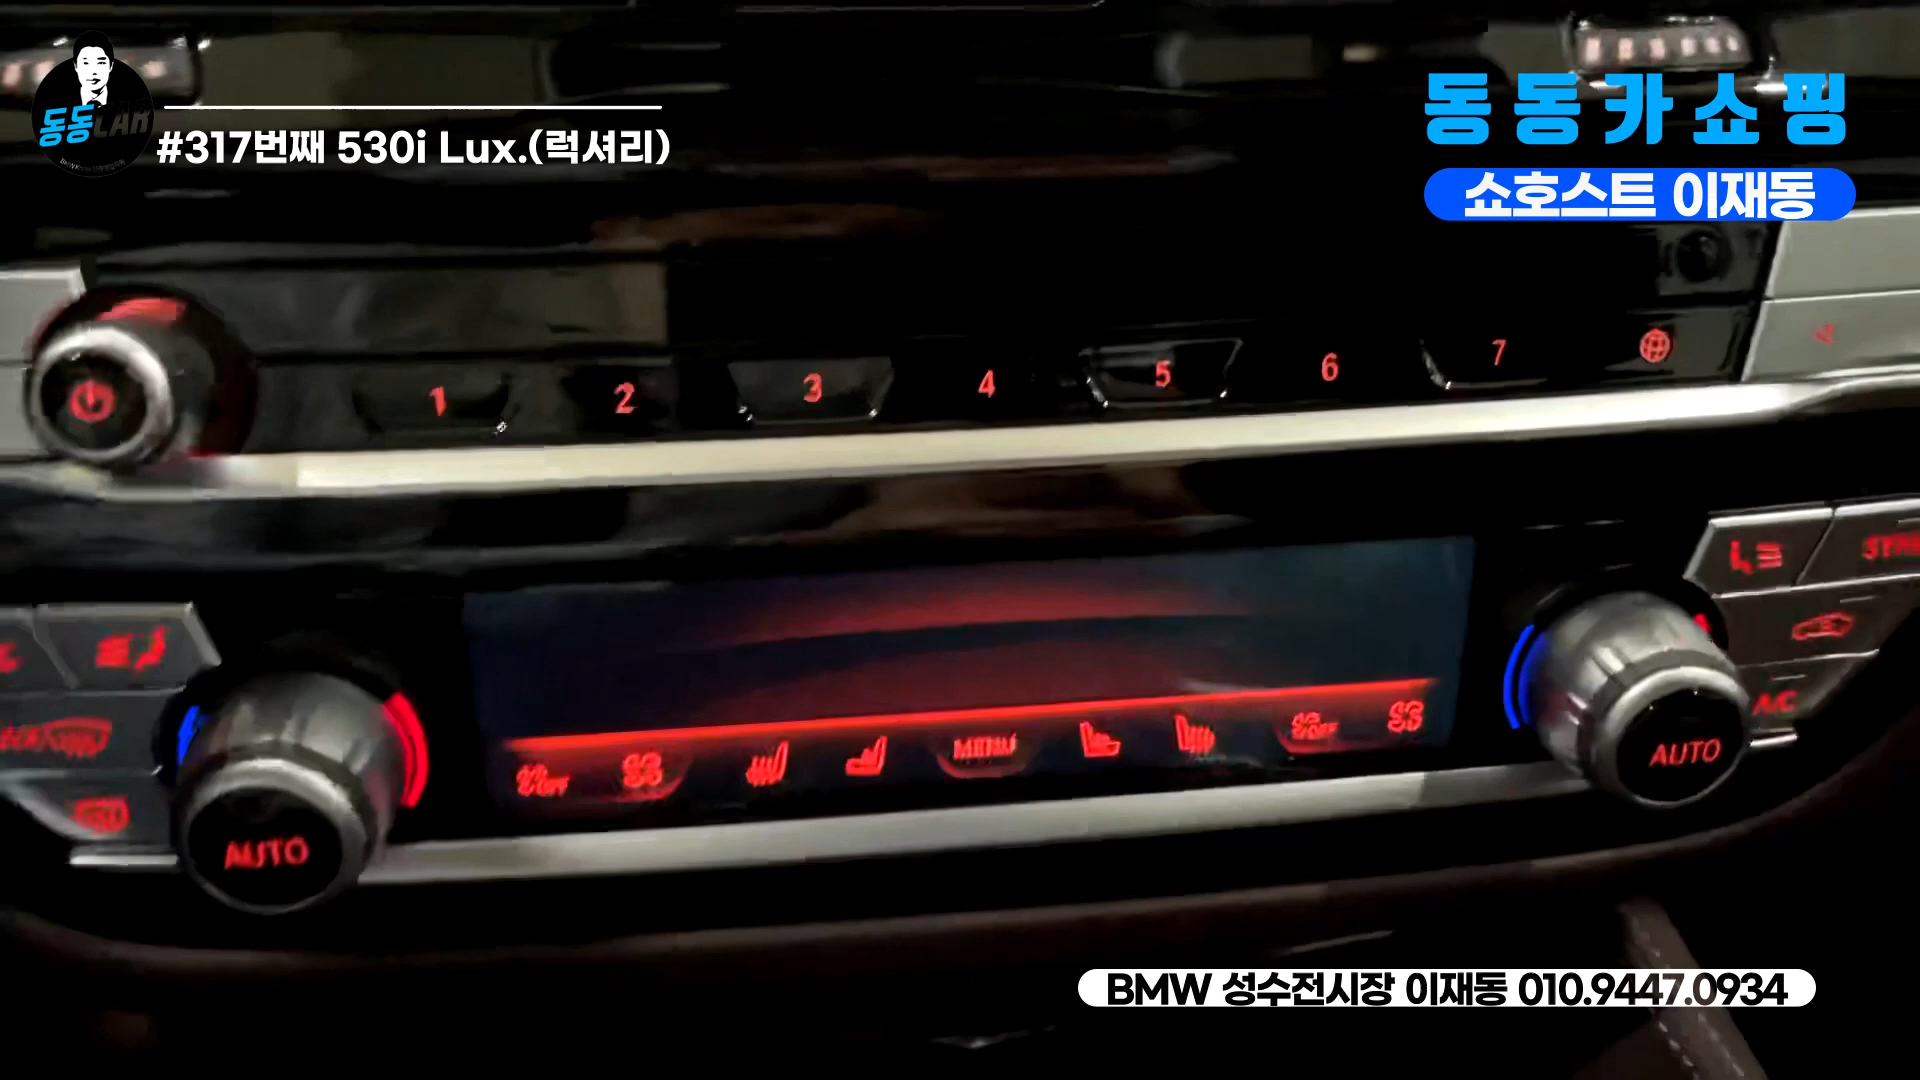 동동CAR
#317번째 530i Lux.(럭셔리)
동동카쇼핑
쇼호스트 이재동
1 2 3 4 5 6 7
MENU
OFF
AUTO
A/C
AUTO
BMW 성수전시장 이재동 010.9447.0934